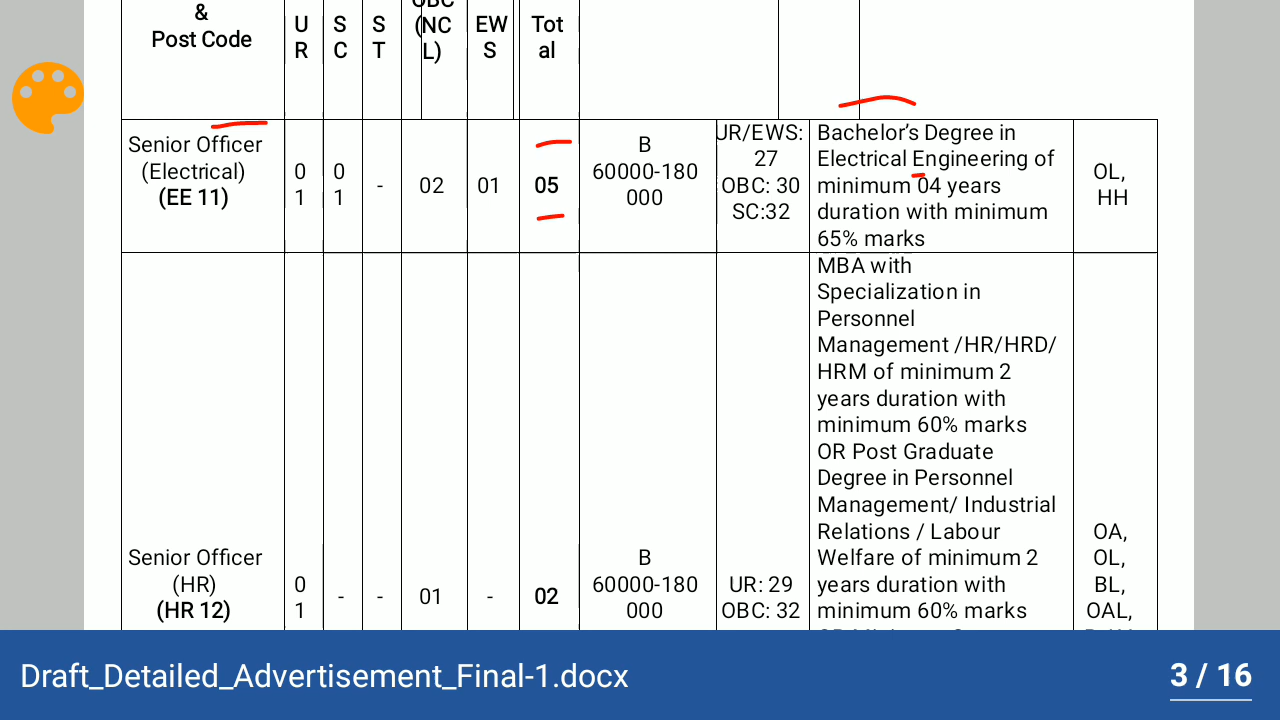 &
Post Code
U
R
S
C
S
T
OBC
(NC
L)
EW
S
Tot
al
Senior Officer
(Electrical)
(EE 11)
0
1
0
1
-
02
01
05
B
60000-180
000
UR/EWS:
27
OBC: 30
SC:32
Bachelor's Degree in
Electrical Engineering of
minimum 04 years
duration with minimum
65% marks
OL,
HH
Senior Officer
(HR)
(HR 12)
0
1
-
-
01
-
02
B
60000-180
000
UR: 29
OBC: 32
MBA with
Specialization in
Personnel
Management /HR/HRD/
HRM of minimum 2
years duration with
minimum 60% marks
OR Post Graduate
Degree in Personnel
Management/ Industrial
Relations / Labour
Welfare of minimum 2
years duration with
minimum 60% marks
OA,
OL,
BL,
OAL,
Draft_Detailed_Advertisement_Final-1.docx
3 / 16